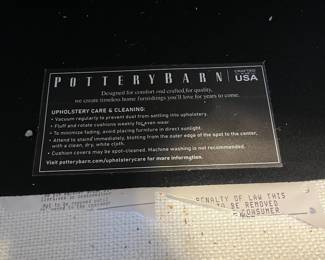 POTTERYBARN
CRAFTED
USA
Designed for comfort and crafted for quality,
we create timeless home furnishings you'll love for years to come.
UPHOLSTERY CARE & CLEANING:
• Vacuum regularly to prevent dust from settling into upholstery.
• Fluff and rotate cushions weekly for even wear.
• To minimize fading, avoid placing furniture in direct sunlight.
• Attend to stains immediately, blotting from the outer edge of the spot to the center,
with a clean, dry, white cloth.
• Cushion covers may be spot-cleaned. Machine washing is not recommended.
Visit potterybarn.com/upholsterycare for more information.
PENALTY OF LAW THIS
TO BE REMOVED
CONSUMER